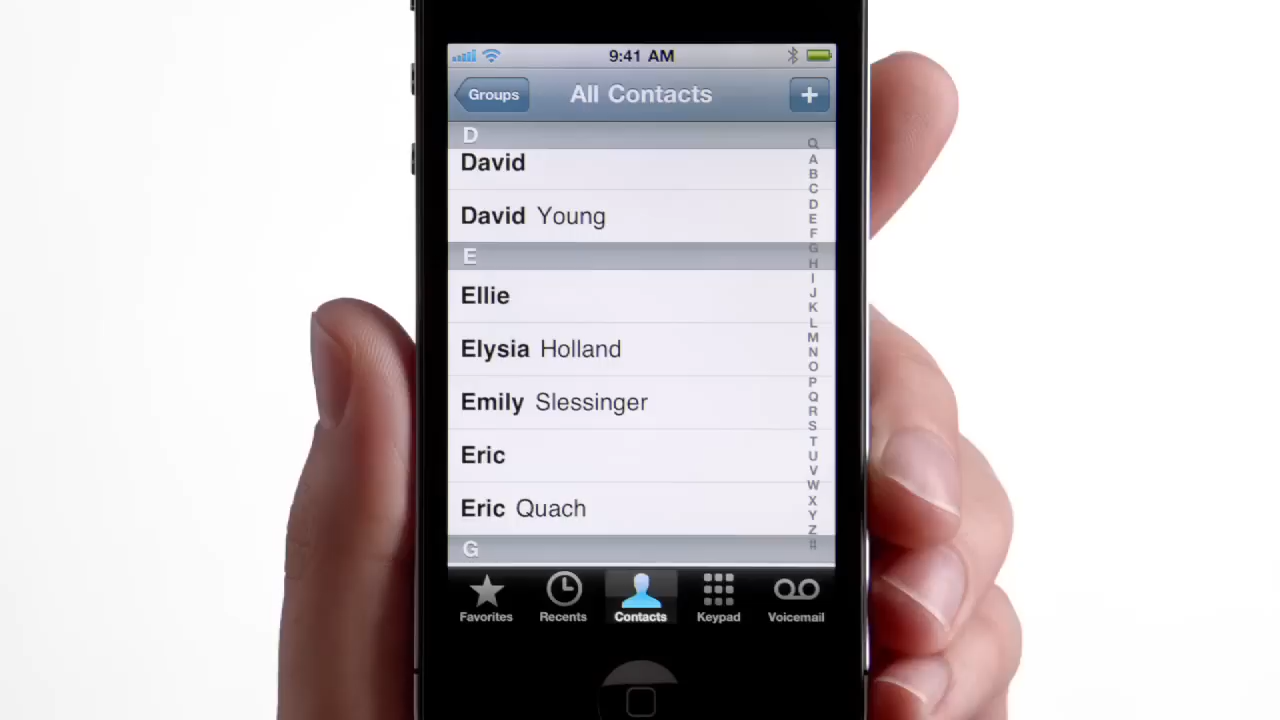 9:41 AM
Groups
All Contacts
+
D
David
David Young
E
Ellie
Elysia Holland
Emily Slessinger
Eric
Eric Quach
G
A
B
C
D
E
F
G
H
I
J
K
L
M
N
O
P
Q
R
S
T
U
V
W
X
Y
Z
#
Favorites
Recents
Contacts
Keypad
Voicemail